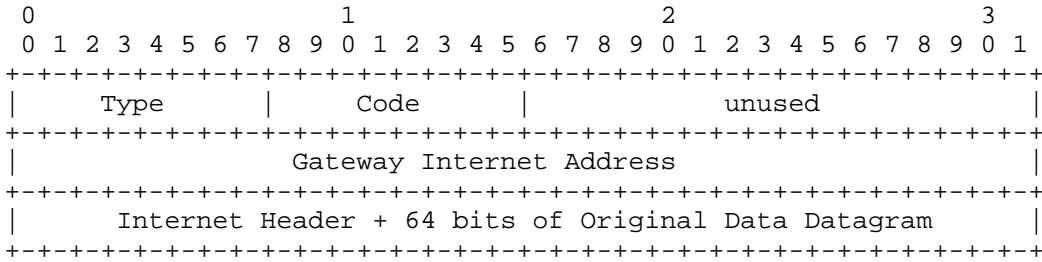 0                   1                   2                   3
0 1 2 3 4 5 6 7 8 9 0 1 2 3 4 5 6 7 8 9 0 1 2 3 4 5 6 7 8 9 0 1
+-+-+-+-+-+-+-+-+-+-+-+-+-+-+-+-+-+-+-+-+-+-+-+-+-+-+-+-+-+-+-+-+
|     Type      |     Code      |            unused             |
+-+-+-+-+-+-+-+-+-+-+-+-+-+-+-+-+-+-+-+-+-+-+-+-+-+-+-+-+-+-+-+-+
|                 Gateway Internet Address                      |
+-+-+-+-+-+-+-+-+-+-+-+-+-+-+-+-+-+-+-+-+-+-+-+-+-+-+-+-+-+-+-+-+
|      Internet Header + 64 bits of Original Data Datagram      |
+-+-+-+-+-+-+-+-+-+-+-+-+-+-+-+-+-+-+-+-+-+-+-+-+-+-+-+-+-+-+-+-+